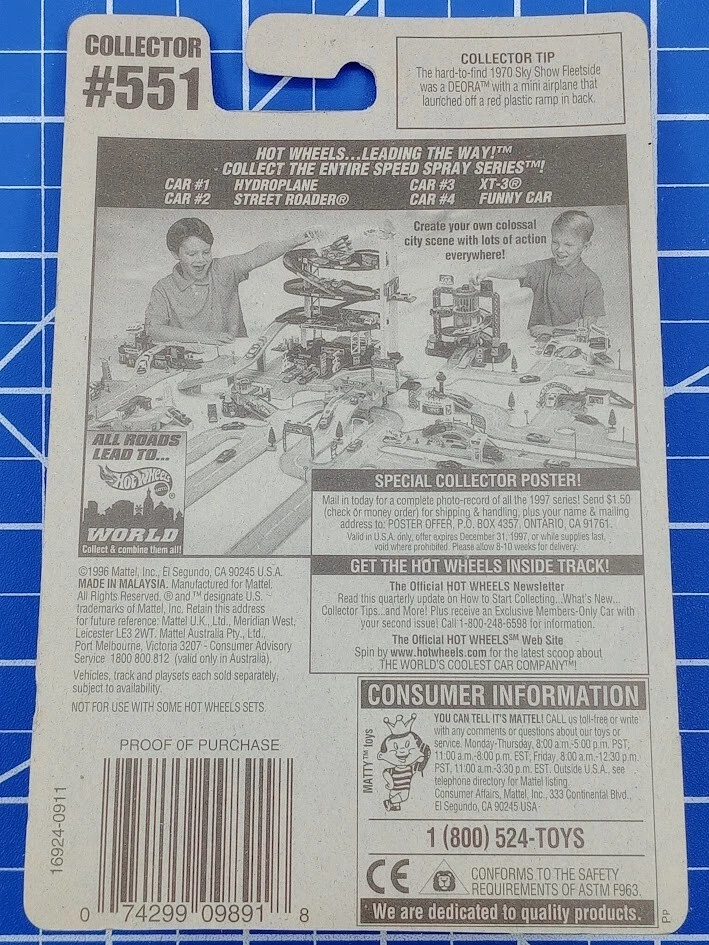 COLLECTOR
#551
COLLECTOR TIP
The hard-to-find 1970 Sky Show Fleetside
was a DEORA™ with a mini airplane that
launched off a red plastic ramp in back.
HOT WHEELS...LEADING THE WAY!™
COLLECT THE ENTIRE SPEED SPRAY SERIES™!
CAR #1 HYDROPLANE CAR #3 XT-3®
CAR #2 STREET ROADER® CAR #4 FUNNY CAR
Create your own colossal
city scene with lots of action
everywhere!
ALL ROADS
LEAD TO...
HOT WHEELS ®
WORLD
Collect & combine them all!
SPECIAL COLLECTOR POSTER!
Mail in today for a complete photo-record of all the 1997 series! Send $1.50
(check or money order) for shipping & handling, plus your name & mailing
address to: POSTER OFFER, P.O. BOX 4357, ONTARIO, CA 91761.
Valid in U.S.A. only, offer expires December 31, 1997, or while supplies last,
void where prohibited. Please allow 8-10 weeks for delivery.
GET THE HOT WHEELS INSIDE TRACK!
The Official HOT WHEELS Newsletter
Read this quarterly update on How to Start Collecting...What's New...
Collector Tips...and More! Plus receive an Exclusive Members-Only Car with
your second issue! Call 1-800-248-6598 for information.
The Official HOT WHEELS℠ Web Site
Spin by www.hotwheels.com for the latest scoop about
THE WORLD'S COOLEST CAR COMPANY™!
©1996 Mattel, Inc., El Segundo, CA 90245 U.S.A.
MADE IN MALAYSIA. Manufactured for Mattel.
All Rights Reserved. ® and ™ designate U.S.
trademarks of Mattel, Inc. Retain this address
for future reference: Mattel U.K., Ltd., Meridian West,
Leicester LE3 2WT. Mattel Australia Pty., Ltd.,
Port Melbourne, Victoria 3207 - Consumer Advisory
Service 1800 800 812 (valid only in Australia).
Vehicles, track and playsets each sold separately,
subject to availability.
NOT FOR USE WITH SOME HOT WHEELS SETS.
CONSUMER INFORMATION
MATTY™ toys
YOU CAN TELL IT'S MATTEL! CALL us toll-free or write
with any comments or questions about our toys or
service. Monday-Thursday, 8:00 a.m.-5:00 p.m. PST;
11:00 a.m.-8:00 p.m. EST; Friday, 8:00 a.m.-12:30 p.m.
PST, 11:00 a.m.-3:30 p.m. EST. Outside U.S.A., see
telephone directory for Mattel listing.
Consumer Affairs, Mattel, Inc., 333 Continental Blvd.,
El Segundo, CA 90245 USA
1 (800) 524-TOYS
CE
CONFORMS TO THE SAFETY
REQUIREMENTS OF ASTM F963.
We are dedicated to quality products.
PP
PROOF OF PURCHASE
16924-0911
0 74299 09891 8